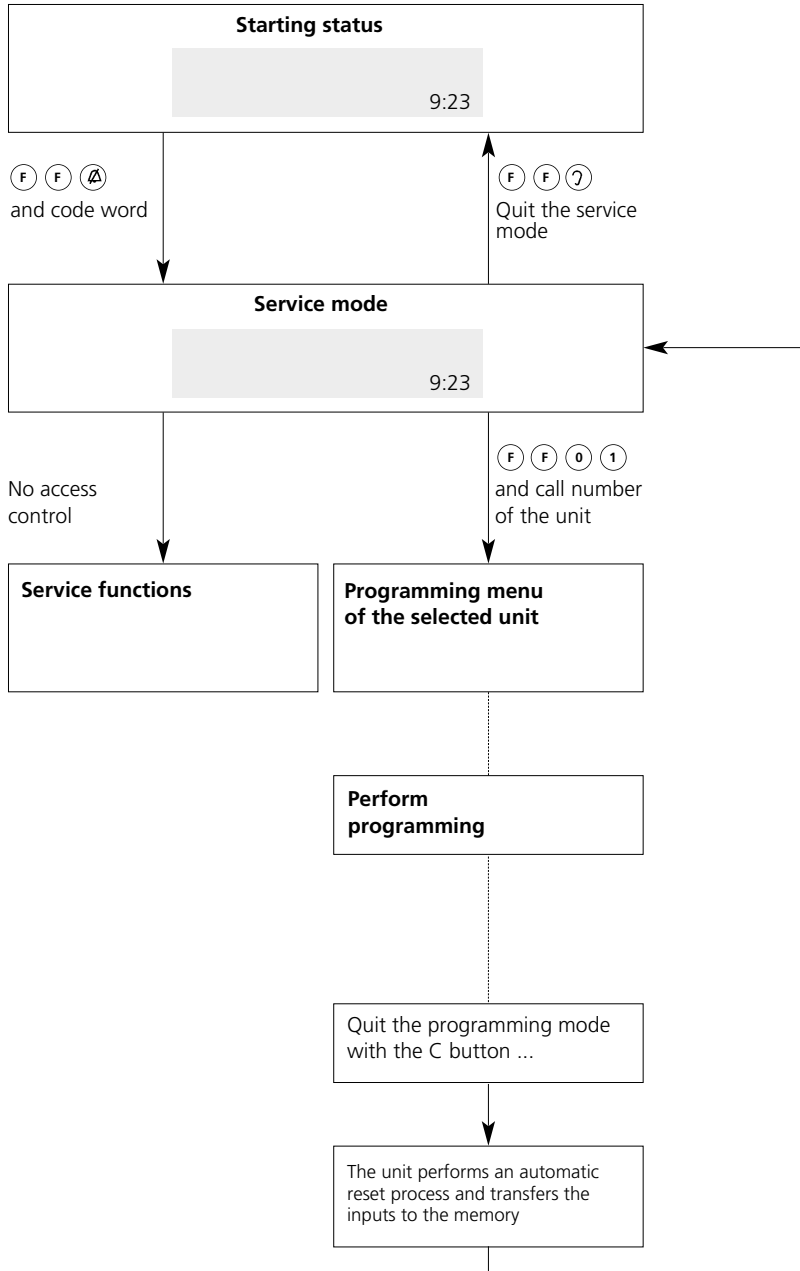 Starting status
9:23
F F
and code word
F F
Quit the service
mode
Service mode
9:23
No access
control
F F 0 1
and call number
of the unit
Service functions
Programming menu
of the selected unit
Perform
programming
Quit the programming mode
with the C button ...
The unit performs an automatic
reset process and transfers the
inputs to the memory